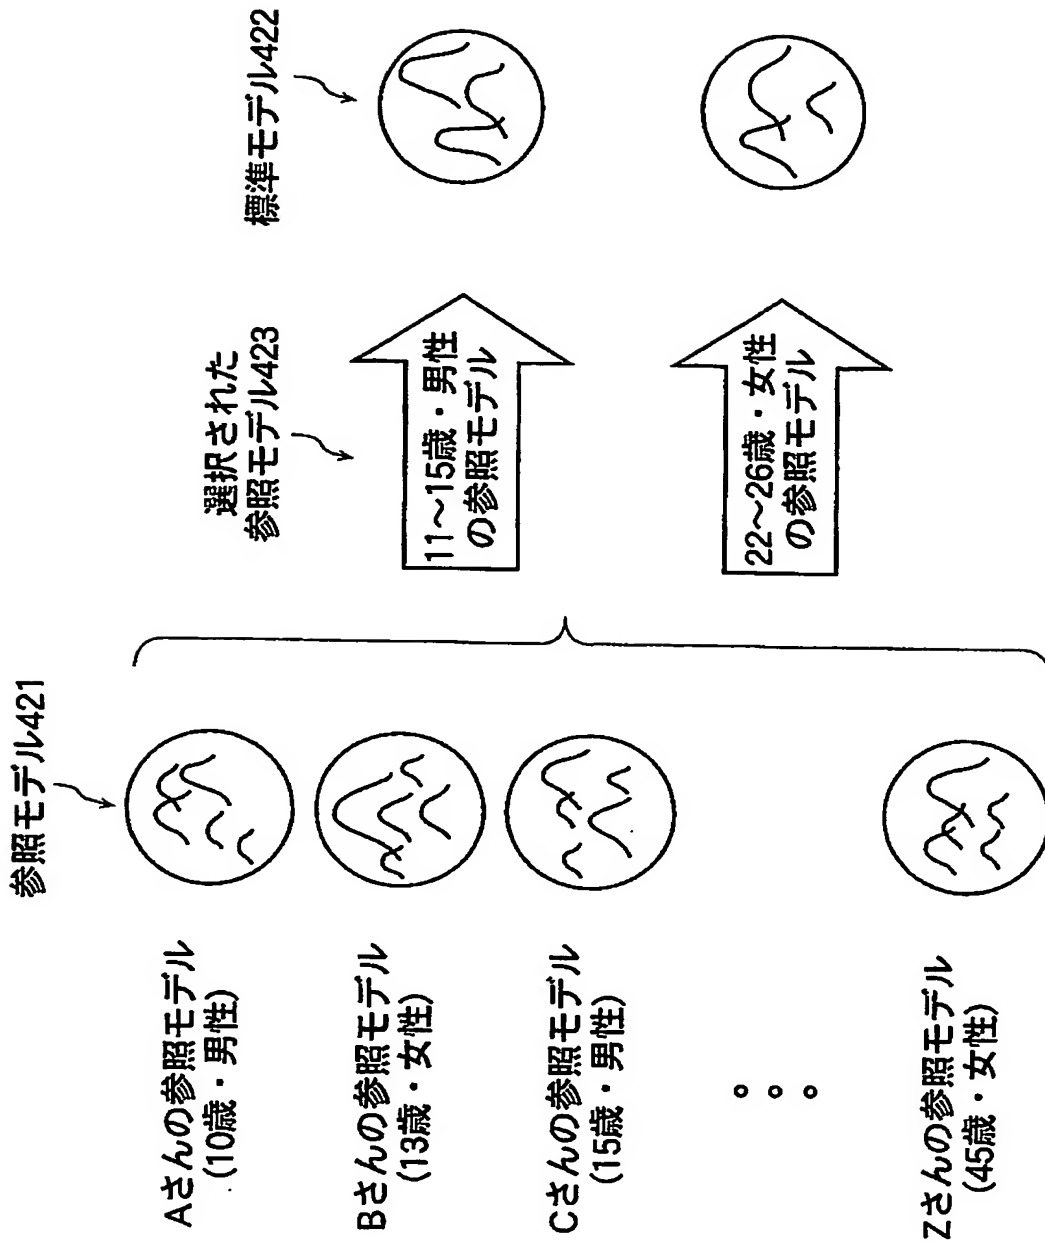 参照モデル421
Aさんの参照モデル
(10歳・男性)
Bさんの参照モデル
(13歳・女性)
Cさんの参照モデル
(15歳・男性)
Zさんの参照モデル
(45歳・女性)
選択された
参照モデル423
11～15歳・男性
の参照モデル
22～26歳・女性
の参照モデル
標準モデル422